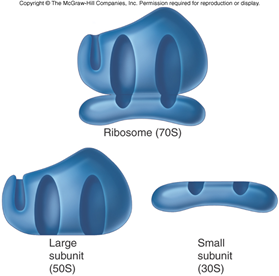 Copyright © The McGraw-Hill Companies, Inc. Permission required for reproduction or display.
Ribosome (70S)
Large
subunit
(50S)
Small
subunit
(30S)